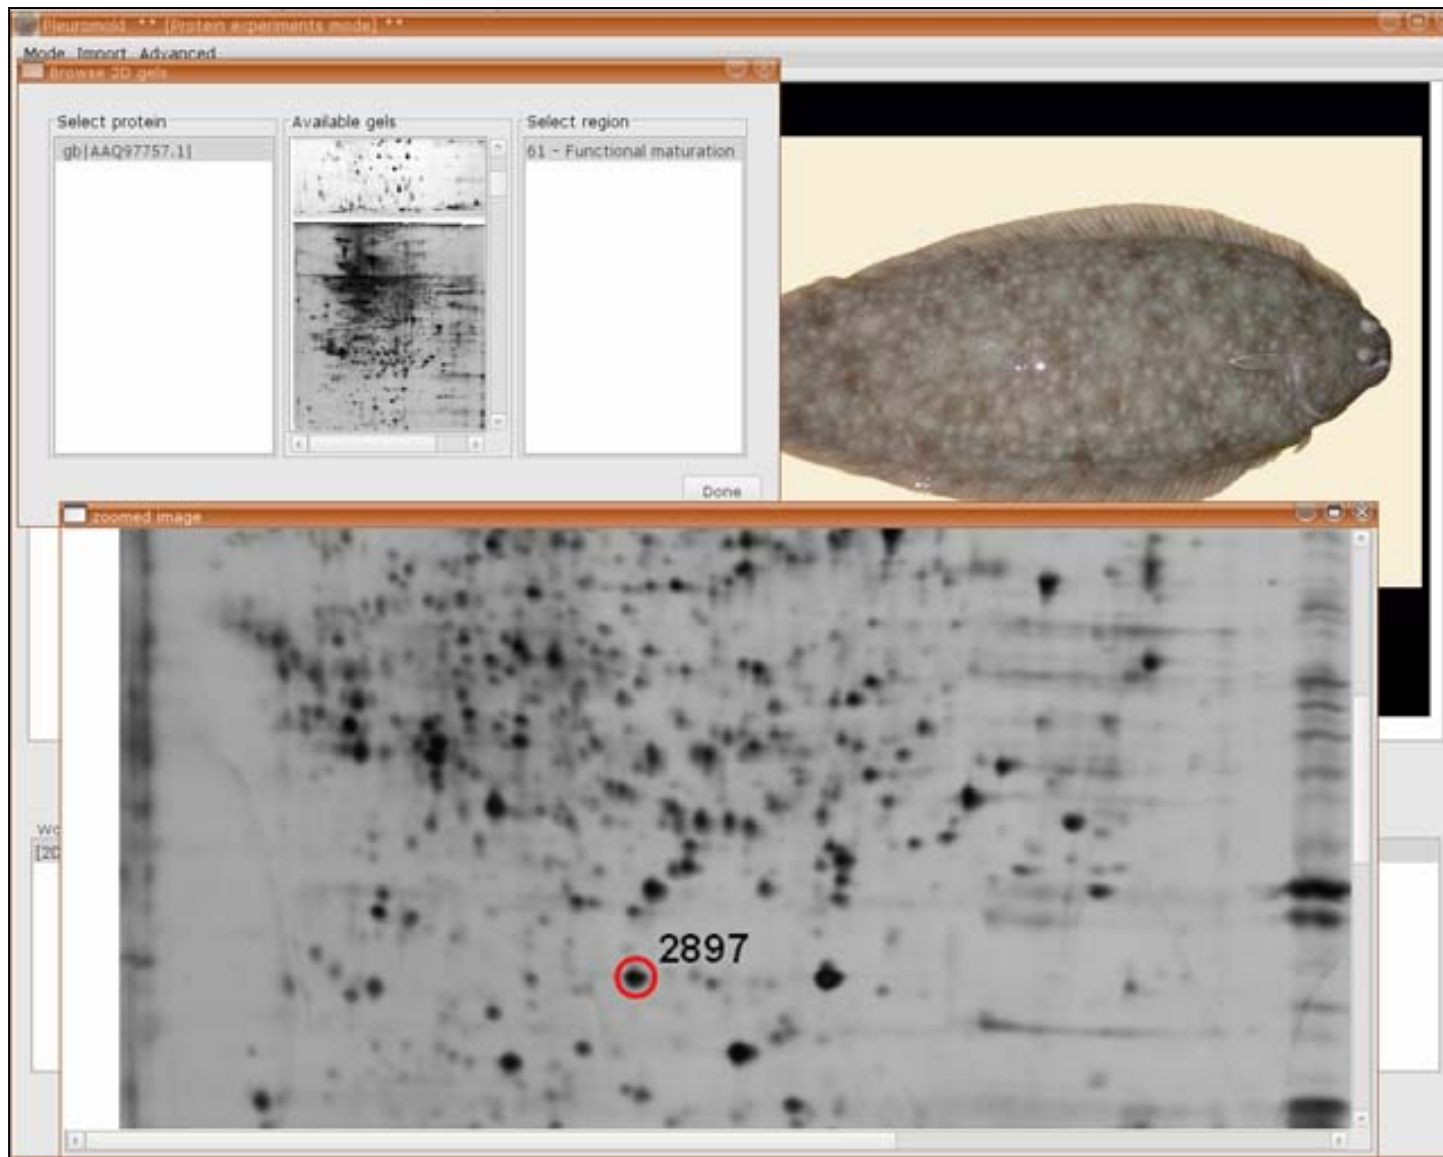 Pleuromold ** [Protein experiments mode] **
Mode Import Advanced
Browse 2D gels
Select protein
Available gels
Select region
gb|AAQ97757.1|
61 - Functional maturation
Done
zoomed image
2897
[2D